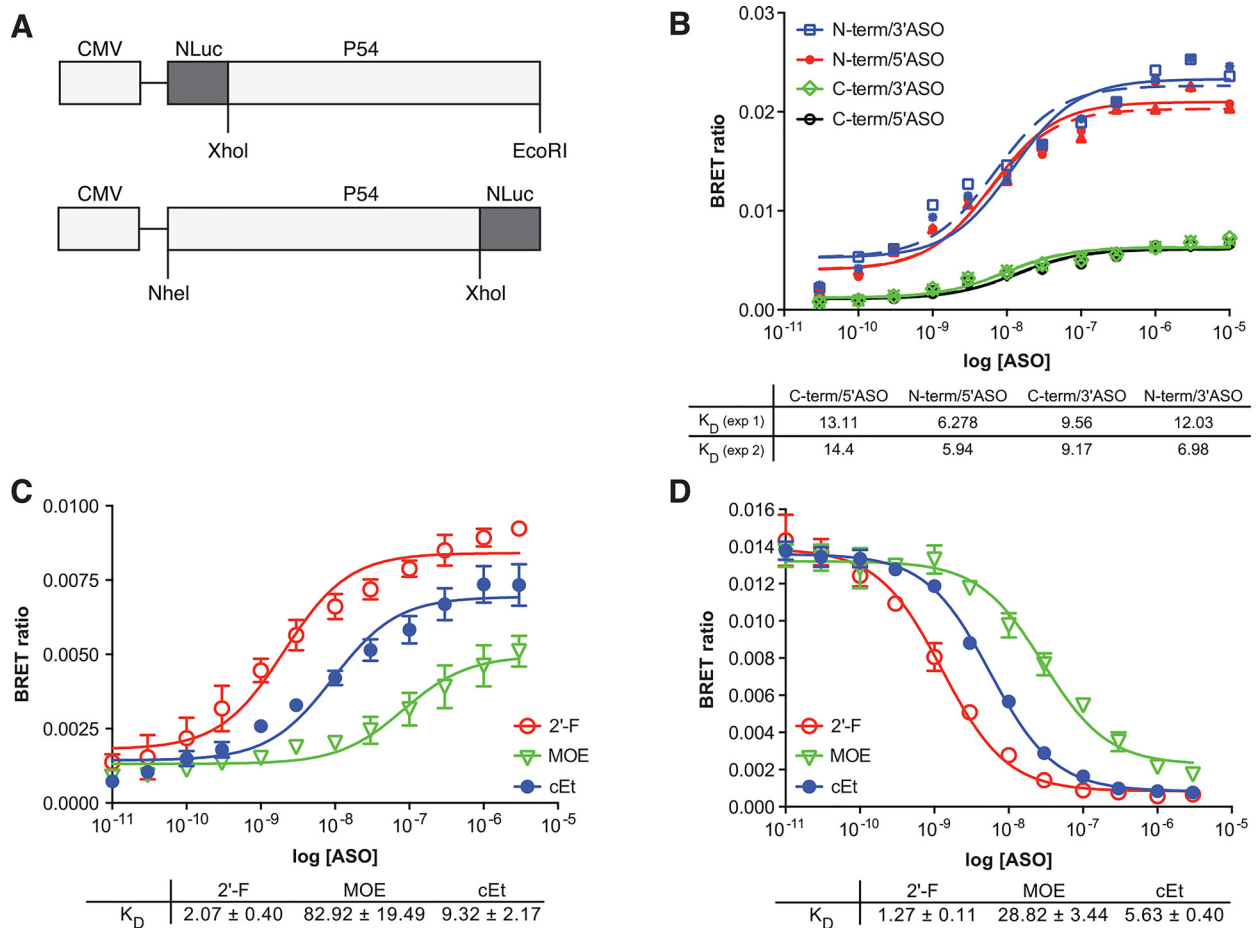 A
CMV NLuc P54
XhoI EcoRI
CMV P54 NLuc
NheI XhoI
B
0.03
0.02
0.01
0.00
BRET ratio
N-term/3'ASO
N-term/5'ASO
C-term/3'ASO
C-term/5'ASO
10-11 10-10 10-9 10-8 10-7 10-6 10-5
log [ASO]
C-term/5'ASO N-term/5'ASO C-term/3'ASO N-term/3'ASO
KD (exp 1) 13.11 6.278 9.56 12.03
KD (exp 2) 14.4 5.94 9.17 6.98
C
0.0100
0.0075
0.0050
0.0025
0.0000
BRET ratio
2'-F
MOE
cEt
10-11 10-10 10-9 10-8 10-7 10-6 10-5
log [ASO]
2'-F MOE cEt
KD 2.07 ± 0.40 82.92 ± 19.49 9.32 ± 2.17
D
0.016
0.014
0.012
0.010
0.008
0.006
0.004
0.002
0.000
BRET ratio
2'-F
MOE
cEt
10-11 10-10 10-9 10-8 10-7 10-6 10-5
log [ASO]
2'-F MOE cEt
KD 1.27 ± 0.11 28.82 ± 3.44 5.63 ± 0.40